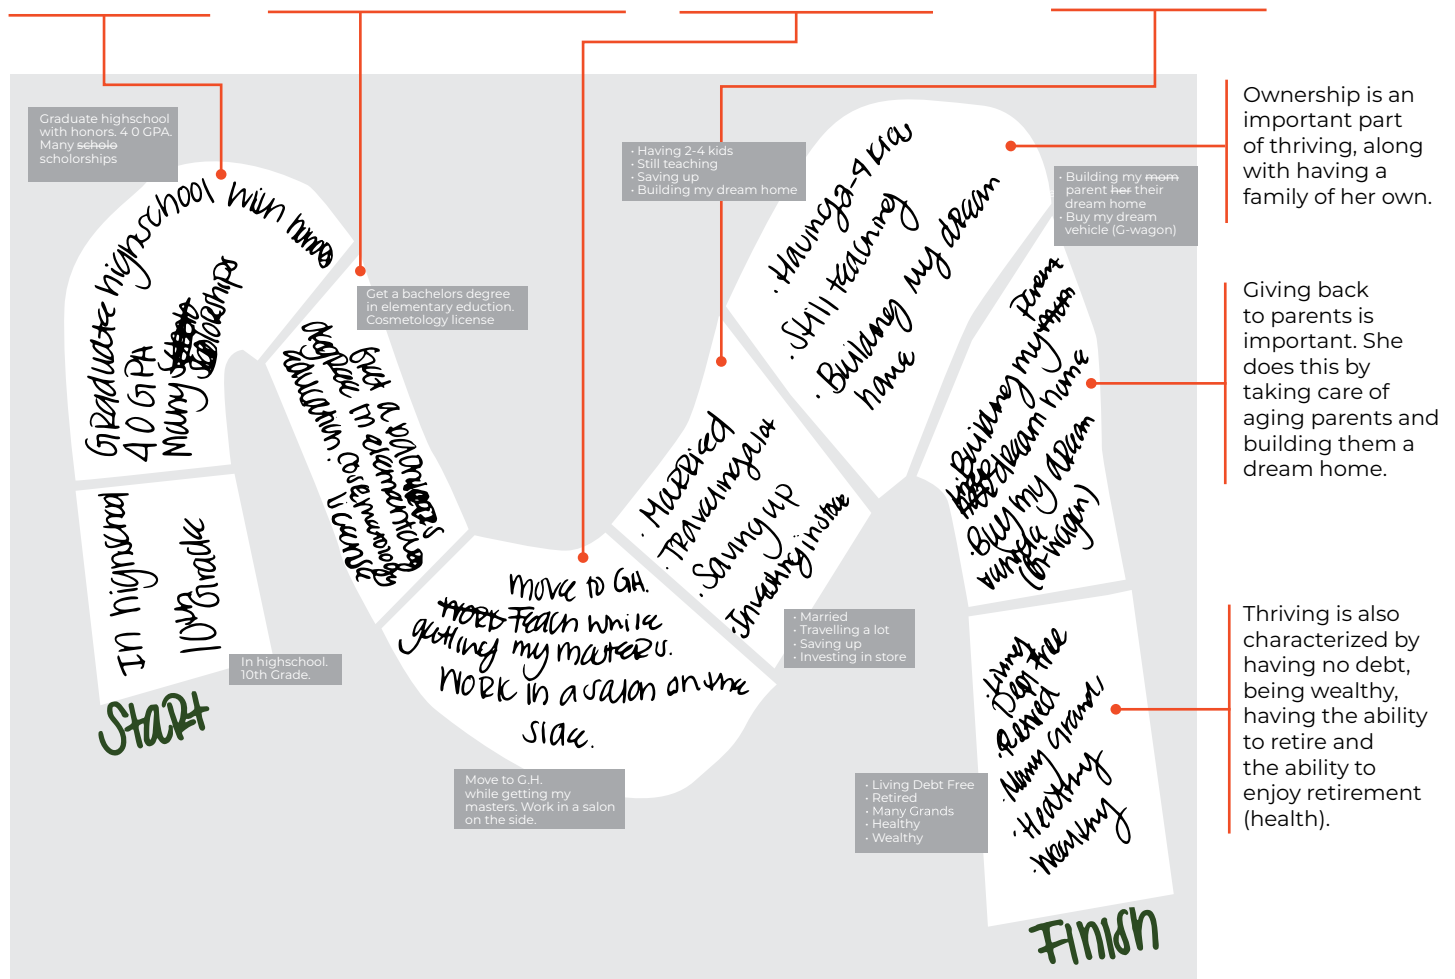 Graduate highschool
with honors. 4 0 GPA.
Many scholo
scholorships
Graduate highschool with honors
4 0 GPA
Many scholo
scholorships
In highschool
10th Grade
In highschool.
10th Grade.
START
Get a bachelors degree
in elementary eduction.
Cosmetology license
Get a bachelors
degree in elementary
education. cosmetology
license
move to GH.
WORK Teach while
getting my masters.
WORK in a salon on the
side.
Move to G.H.
while getting my
masters. Work in a salon
on the side.
· Married
· Traveling a lot
· Saving up
· Investing in store
· Married
· Travelling a lot
· Saving up
· Investing in store
· Having 2-4 kids
· Still teaching
· Saving up
· Building my dream home
· Having 2-4 kids
· Still teaching
· Building my dream
home
· Building my mom
parent her their
dream home
· Buy my dream
vehicle (G-wagon)
parent
· Building my mom
dream home
· Buy my dream
(G-wagon)
· Living Debt Free
· Retired
· Many Grands
· Healthy
· Wealthy
· Living
Debt Free
· Retired
· Many Grands
· Healthy
· Wealthy
FINISH
Ownership is an
important part
of thriving, along
with having a
family of her own.
Giving back
to parents is
important. She
does this by
taking care of
aging parents and
building them a
dream home.
Thriving is also
characterized by
having no debt,
being wealthy,
having the ability
to retire and
the ability to
enjoy retirement
(health).